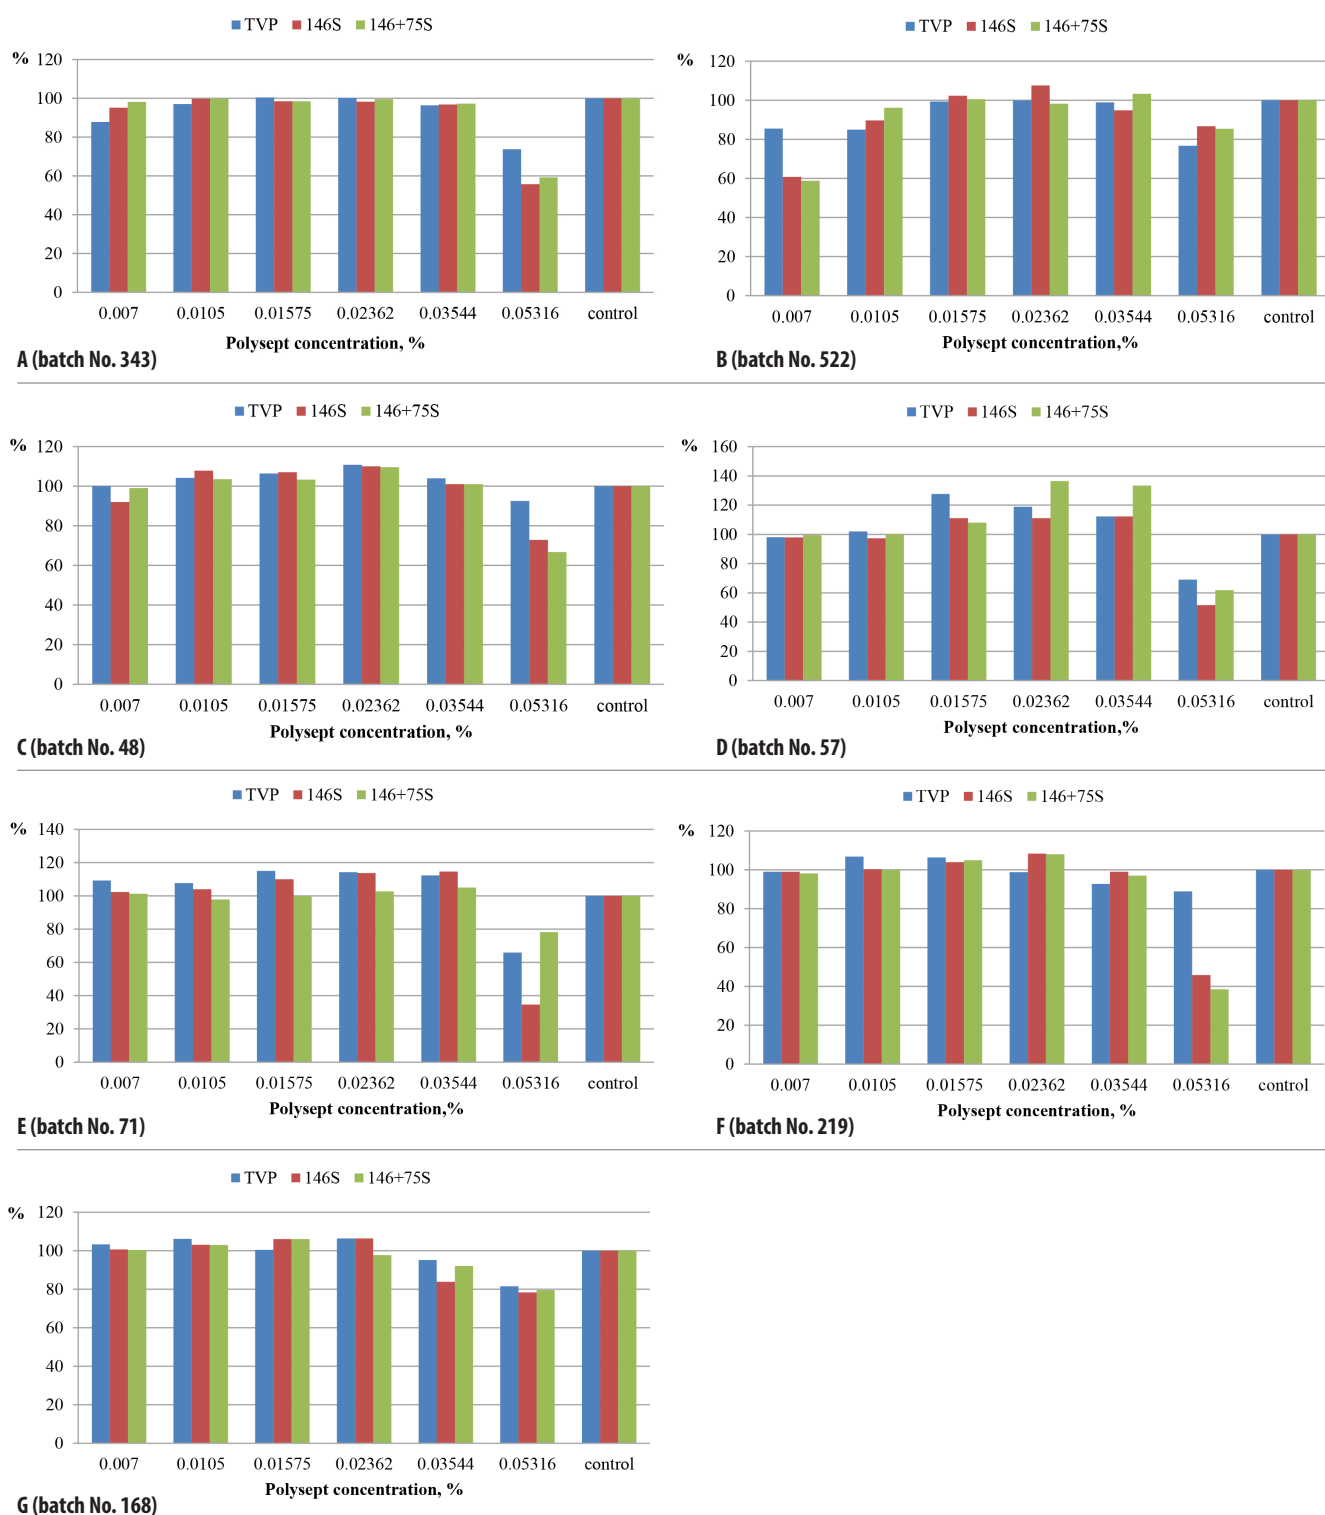 TVP 146S 146+75S
%
120
100
80
60
40
20
0
0.007 0.0105 0.01575 0.02362 0.03544 0.05316 control
Polysept concentration, %
A (batch No. 343)
TVP 146S 146+75S
%
120
100
80
60
40
20
0
0.007 0.0105 0.01575 0.02362 0.03544 0.05316 control
Polysept concentration,%
B (batch No. 522)
TVP 146S 146+75S
%
120
100
80
60
40
20
0
0.007 0.0105 0.01575 0.02362 0.03544 0.05316 control
Polysept concentration, %
C (batch No. 48)
TVP 146S 146+75S
%
160
140
120
100
80
60
40
20
0
0.007 0.0105 0.01575 0.02362 0.03544 0.05316 control
Polysept concentration,%
D (batch No. 57)
TVP 146S 146+75S
%
140
120
100
80
60
40
20
0
0.007 0.0105 0.01575 0.02362 0.03544 0.05316 control
Polysept concentration,%
E (batch No. 71)
TVP 146S 146+75S
%
120
100
80
60
40
20
0
0.007 0.0105 0.01575 0.02362 0.03544 0.05316 control
Polysept concentration, %
F (batch No. 219)
TVP 146S 146+75S
%
120
100
80
60
40
20
0
0.007 0.0105 0.01575 0.02362 0.03544 0.05316 control
Polysept concentration, %
G (batch No. 168)